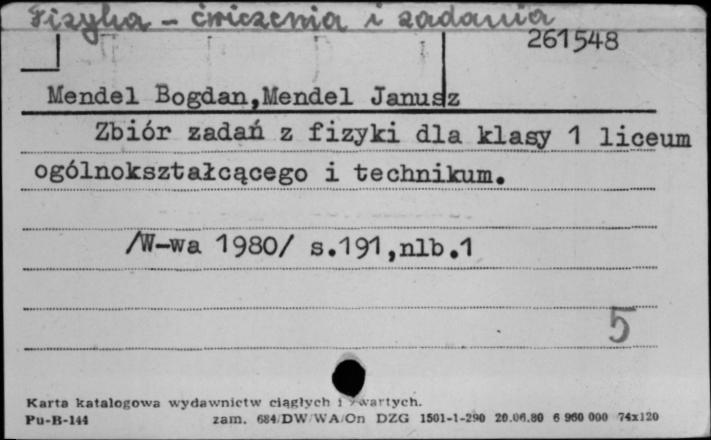 Fizyka - ćwiczenia i zadania
261548
Mendel Bogdan,Mendel Janusz
Zbiór zadań z fizyki dla klasy 1 liceum
ogólnokształcącego i technikum.
/W-wa 1980/ s.191,nlb.1
5
Karta katalogowa wydawnictw ciągłych i zwartych.
Pu-B-144 zam. 684/DW/WA/On DZG 1501-1-290 20.06.80 6 960 000 74x120